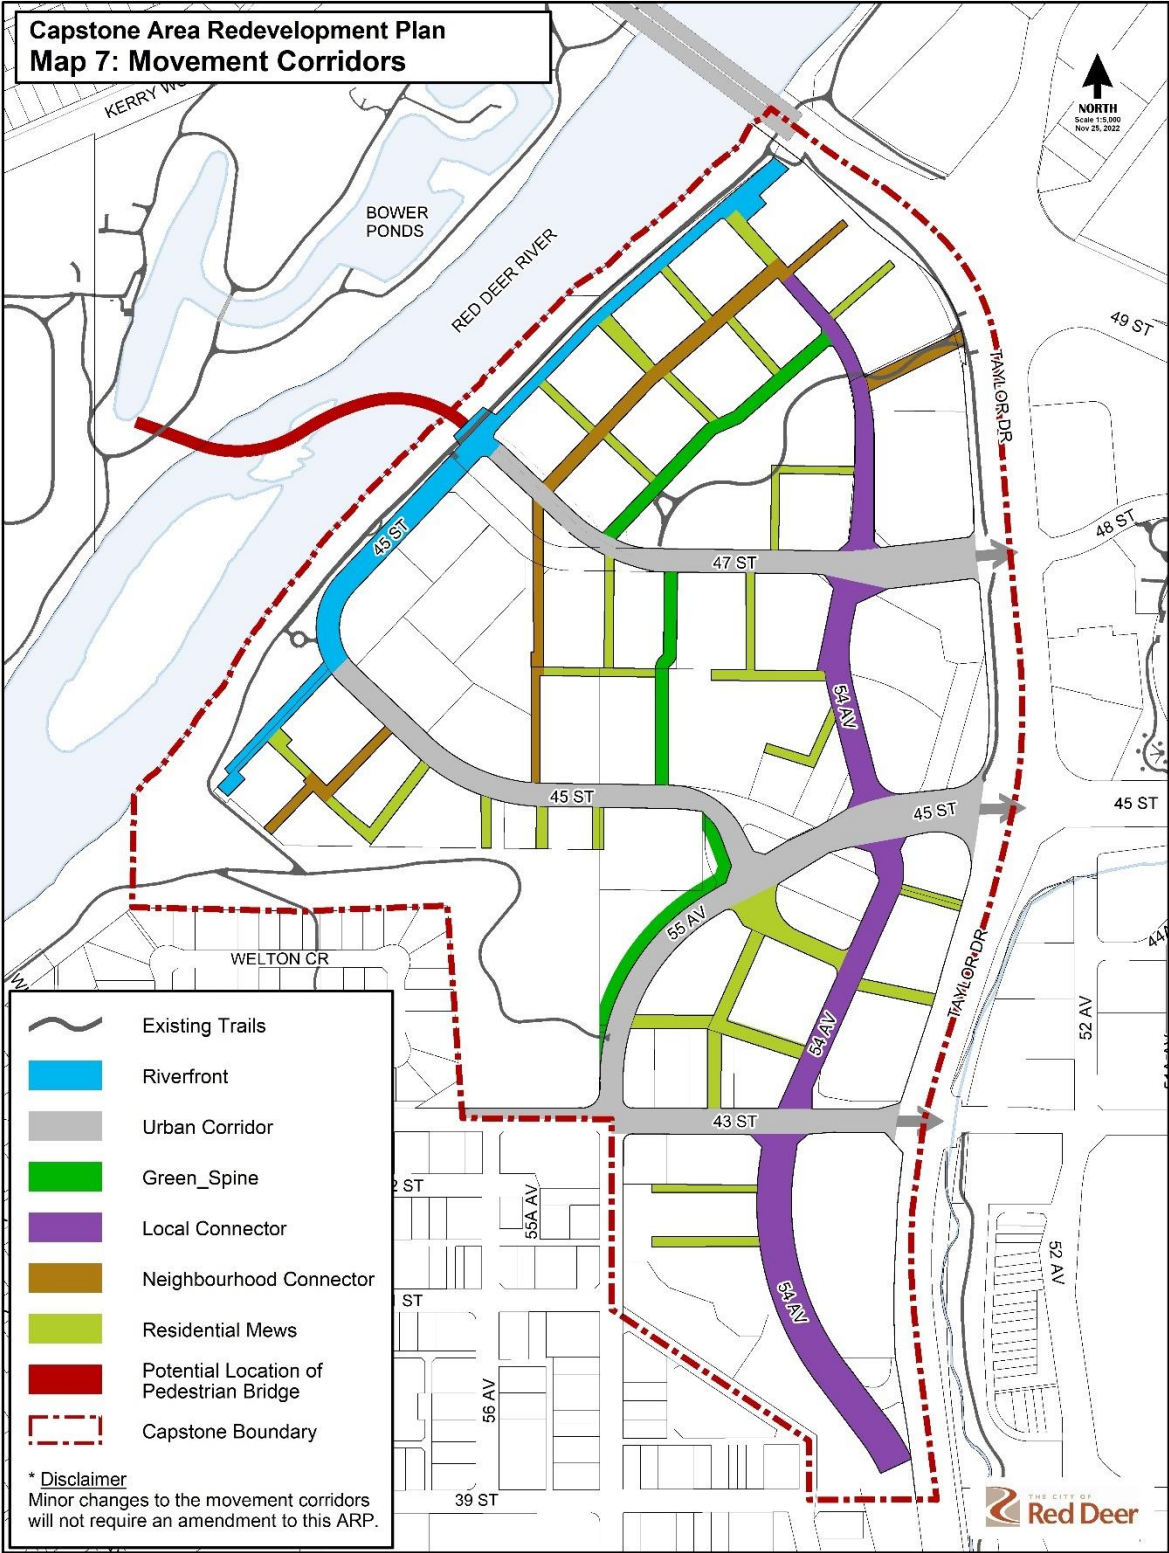 Capstone Area Redevelopment Plan
Map 7: Movement Corridors
KERRY
NORTH
Scale 1:5,000
Nov 25, 2022
BOWER
PONDS
RED DEER RIVER
49 ST
TAYLOR DR
48 ST
45 ST
47 ST
54 AV
45 ST
45 ST
45 ST
55 AV
WELTON CR
TAYLOR DR
52 AV
54 AV
43 ST
ST
55A AV
52 AV
ST
54 AV
56 AV
39 ST
Existing Trails
Riverfront
Urban Corridor
Green_Spine
Local Connector
Neighbourhood Connector
Residential Mews
Potential Location of
Pedestrian Bridge
Capstone Boundary
* Disclaimer
Minor changes to the movement corridors
will not require an amendment to this ARP.
THE CITY OF
Red Deer